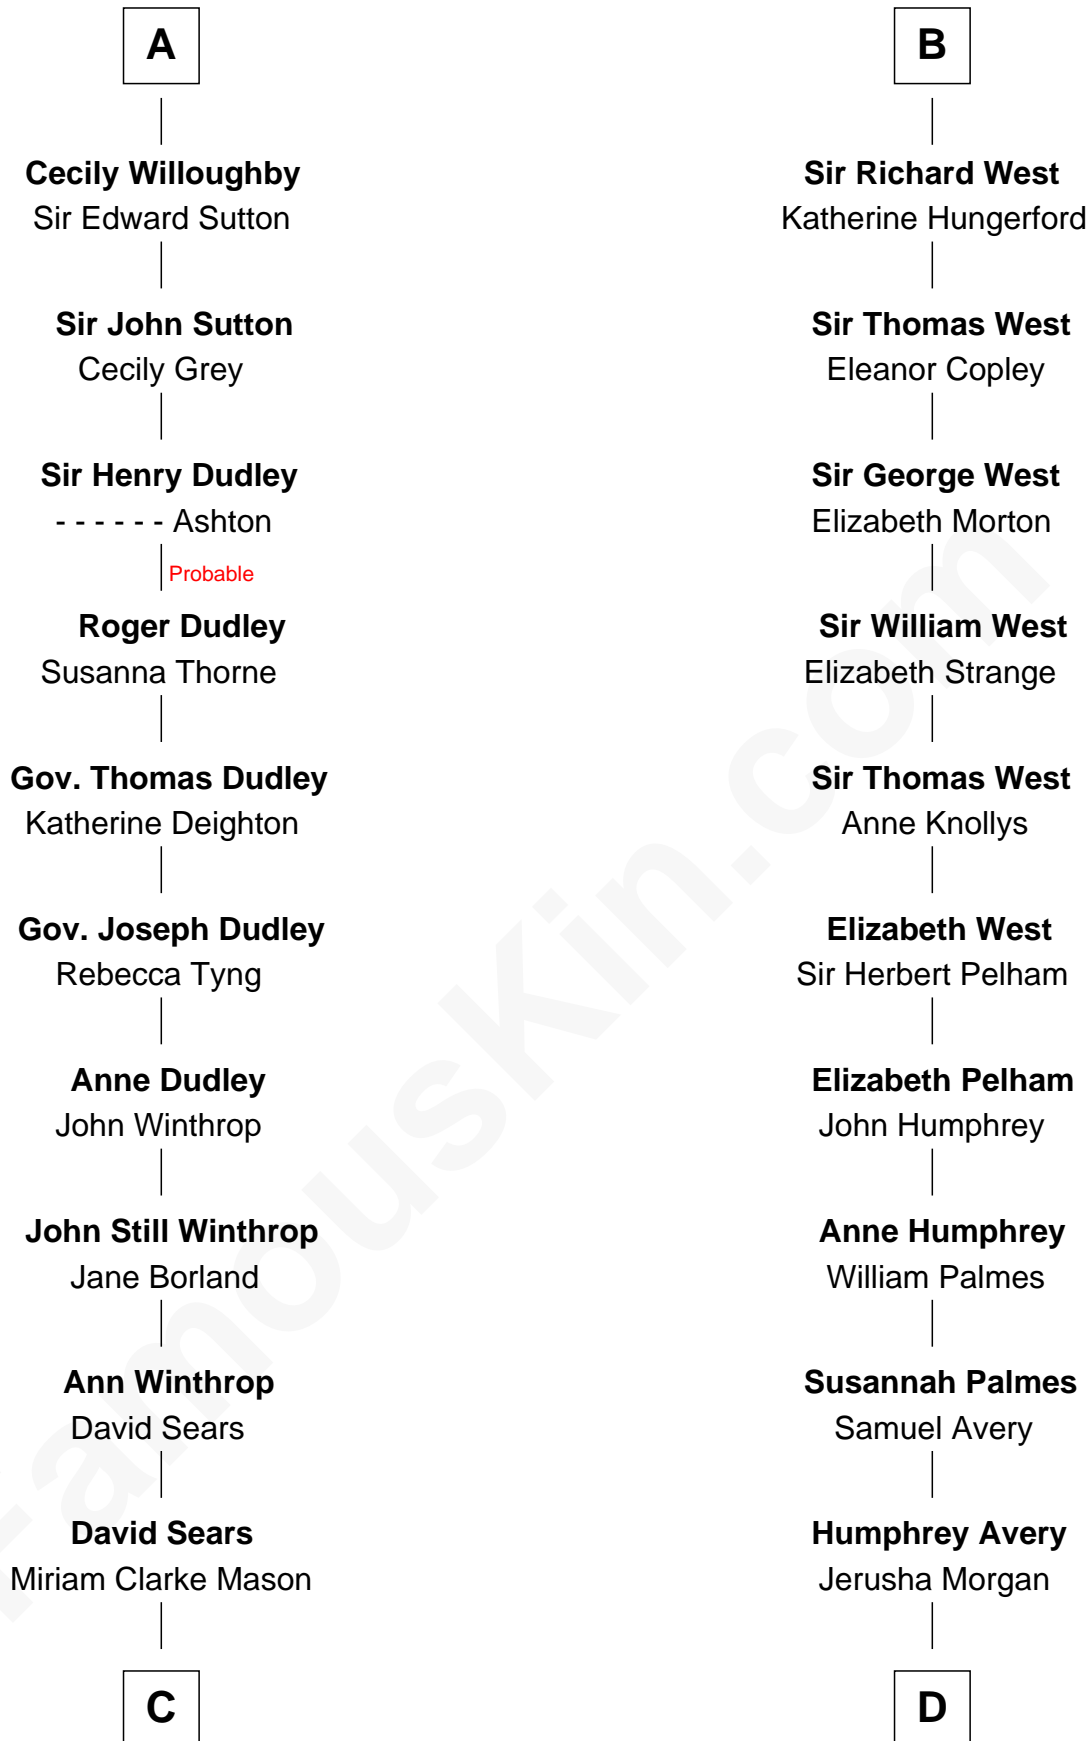 A
Cecily Willoughby
Sir Edward Sutton
Sir John Sutton
Cecily Grey
Sir Henry Dudley
- - - - - - Ashton
Probable
Roger Dudley
Susanna Thorne
Gov. Thomas Dudley
Katherine Deighton
Gov. Joseph Dudley
Rebecca Tyng
Anne Dudley
John Winthrop
John Still Winthrop
Jane Borland
Ann Winthrop
David Sears
David Sears
Miriam Clarke Mason
C
B
Sir Richard West
Katherine Hungerford
Sir Thomas West
Eleanor Copley
Sir George West
Elizabeth Morton
Sir William West
Elizabeth Strange
Sir Thomas West
Anne Knollys
Elizabeth West
Sir Herbert Pelham
Elizabeth Pelham
John Humphrey
Anne Humphrey
William Palmes
Susannah Palmes
Samuel Avery
Humphrey Avery
Jerusha Morgan
D
FamousKin.com